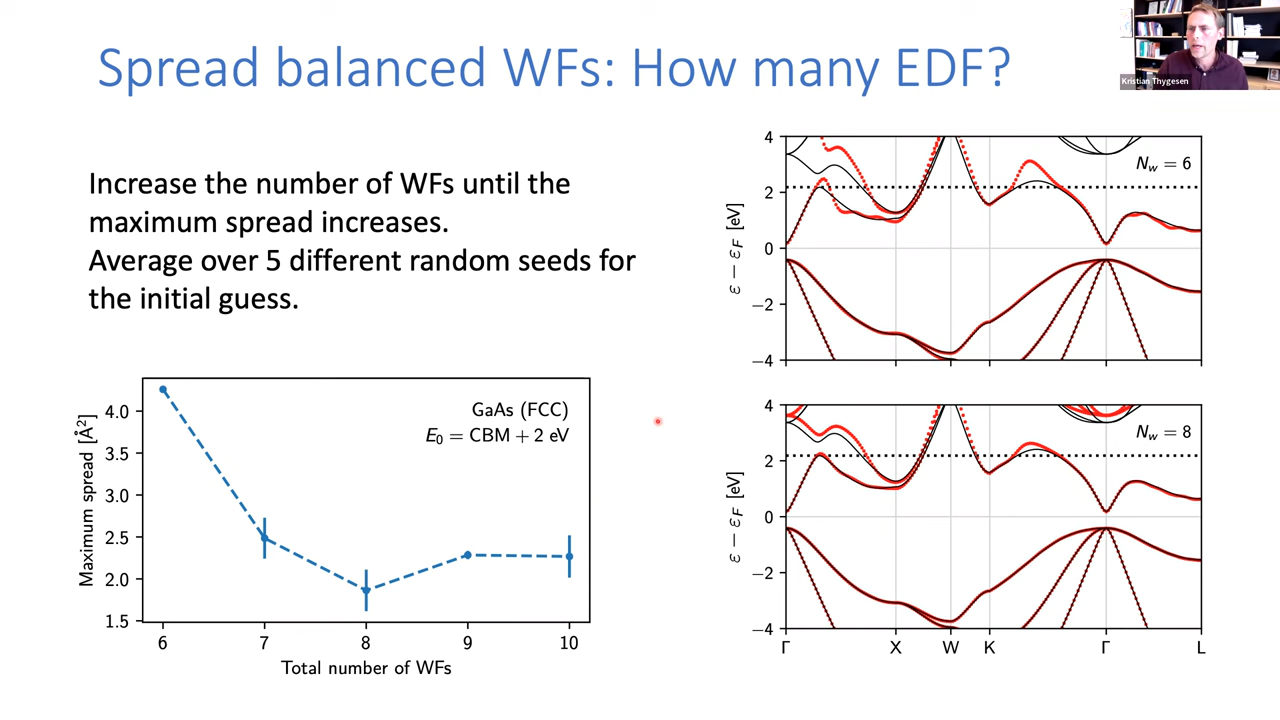 Spread balanced WFs: How many EDF?
Kristian Thygesen
Increase the number of WFs until the
maximum spread increases.
Average over 5 different random seeds for
the initial guess.
GaAs (FCC)
E₀ = CBM + 2 eV
Maximum spread [Å²]
4.0
3.5
3.0
2.5
2.0
1.5
6 7 8 9 10
Total number of WFs
N_w = 6
ε − ε_F [eV]
4
2
0
−2
−4
N_w = 8
ε − ε_F [eV]
4
2
0
−2
−4
Γ X W K Γ L